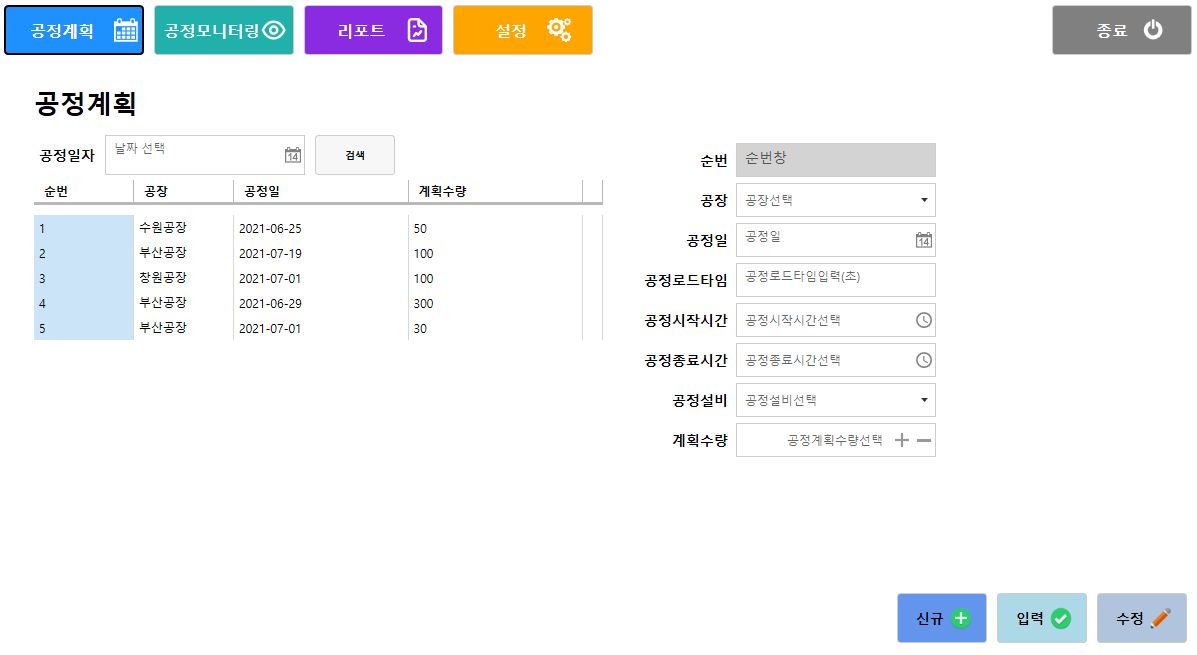 공정계획 공정모니터링 리포트 설정 종료
공정계획
공정일자 날짜 선택 14 검색
순번 공장 공정일 계획수량
1 수원공장 2021-06-25 50
2 부산공장 2021-07-19 100
3 창원공장 2021-07-01 100
4 부산공장 2021-06-29 300
5 부산공장 2021-07-01 30
순번 순번창
공장 공장선택
공정일 공정일 14
공정로드타임 공정로드타임입력(초)
공정시작시간 공정시작시간선택
공정종료시간 공정종료시간선택
공정설비 공정설비선택
계획수량 공정계획수량선택
신규 입력 수정